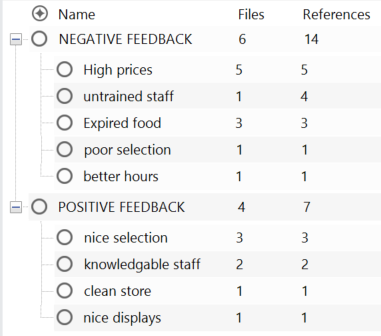 Name Files References
NEGATIVE FEEDBACK 6 14
High prices 5 5
untrained staff 1 4
Expired food 3 3
poor selection 1 1
better hours 1 1
POSITIVE FEEDBACK 4 7
nice selection 3 3
knowledgable staff 2 2
clean store 1 1
nice displays 1 1